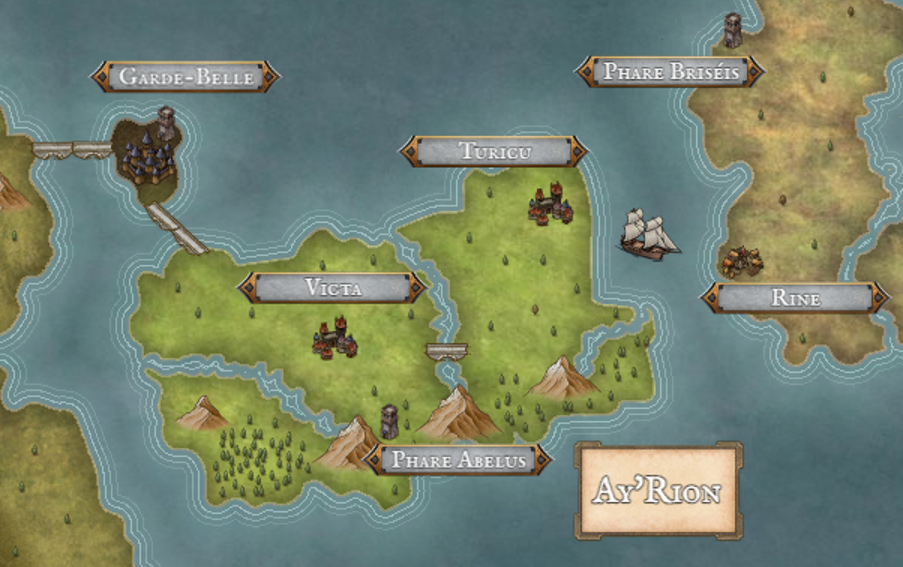 Phare Briséis
Garde-Belle
Turicu
Victa
Rine
Phare Abelus
Ay'Rion